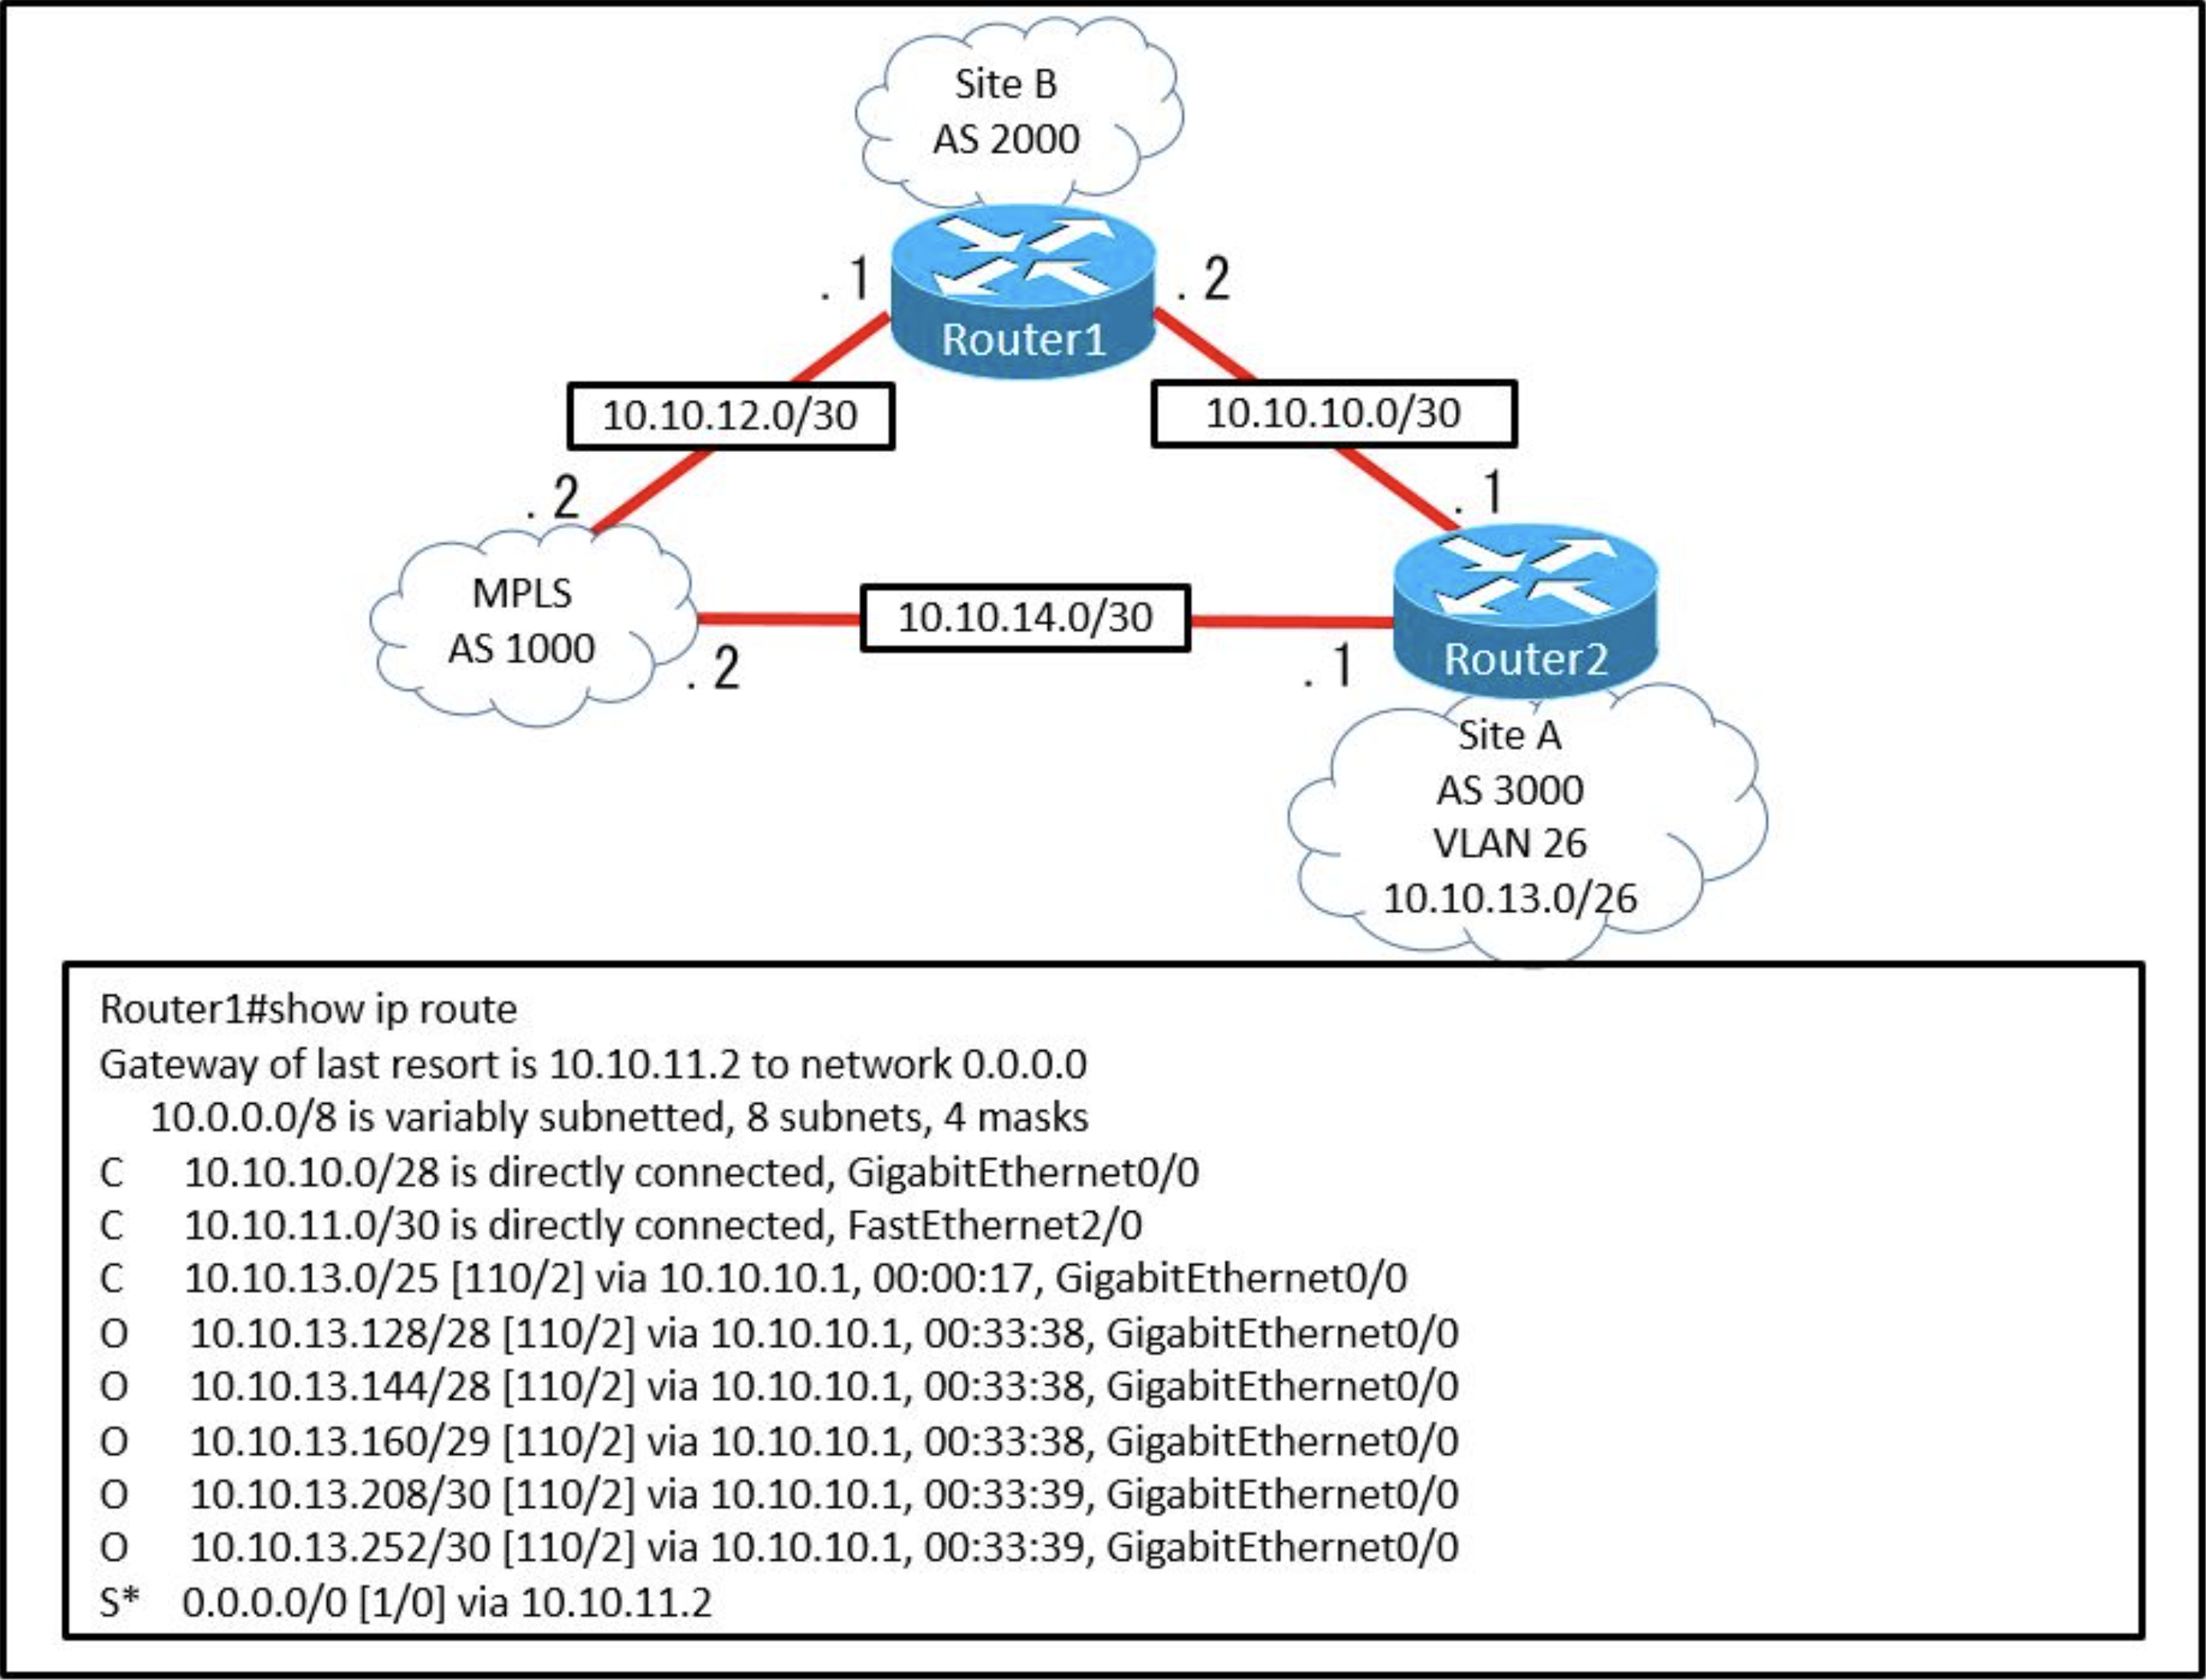 Site B
AS 2000
.1
.2
Router1
10.10.12.0/30
10.10.10.0/30
.2
.1
MPLS
AS 1000
10.10.14.0/30
.2
.1
Router2
Site A
AS 3000
VLAN 26
10.10.13.0/26
Router1#show ip route
Gateway of last resort is 10.10.11.2 to network 0.0.0.0
10.0.0.0/8 is variably subnetted, 8 subnets, 4 masks
C 10.10.10.0/28 is directly connected, GigabitEthernet0/0
C 10.10.11.0/30 is directly connected, FastEthernet2/0
C 10.10.13.0/25 [110/2] via 10.10.10.1, 00:00:17, GigabitEthernet0/0
O 10.10.13.128/28 [110/2] via 10.10.10.1, 00:33:38, GigabitEthernet0/0
O 10.10.13.144/28 [110/2] via 10.10.10.1, 00:33:38, GigabitEthernet0/0
O 10.10.13.160/29 [110/2] via 10.10.10.1, 00:33:38, GigabitEthernet0/0
O 10.10.13.208/30 [110/2] via 10.10.10.1, 00:33:39, GigabitEthernet0/0
O 10.10.13.252/30 [110/2] via 10.10.10.1, 00:33:39, GigabitEthernet0/0
S* 0.0.0.0/0 [1/0] via 10.10.11.2